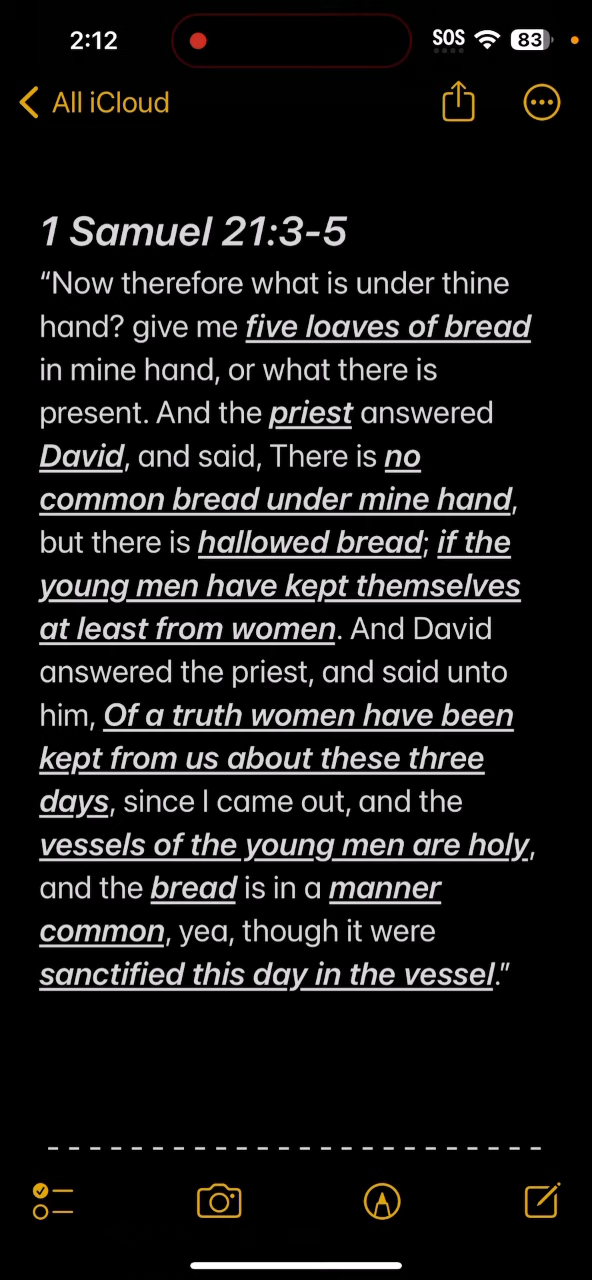 2:12 SOS 83
All iCloud
1 Samuel 21:3-5
“Now therefore what is under thine
hand? give me five loaves of bread
in mine hand, or what there is
present. And the priest answered
David, and said, There is no
common bread under mine hand,
but there is hallowed bread; if the
young men have kept themselves
at least from women. And David
answered the priest, and said unto
him, Of a truth women have been
kept from us about these three
days, since I came out, and the
vessels of the young men are holy,
and the bread is in a manner
common, yea, though it were
sanctified this day in the vessel.”